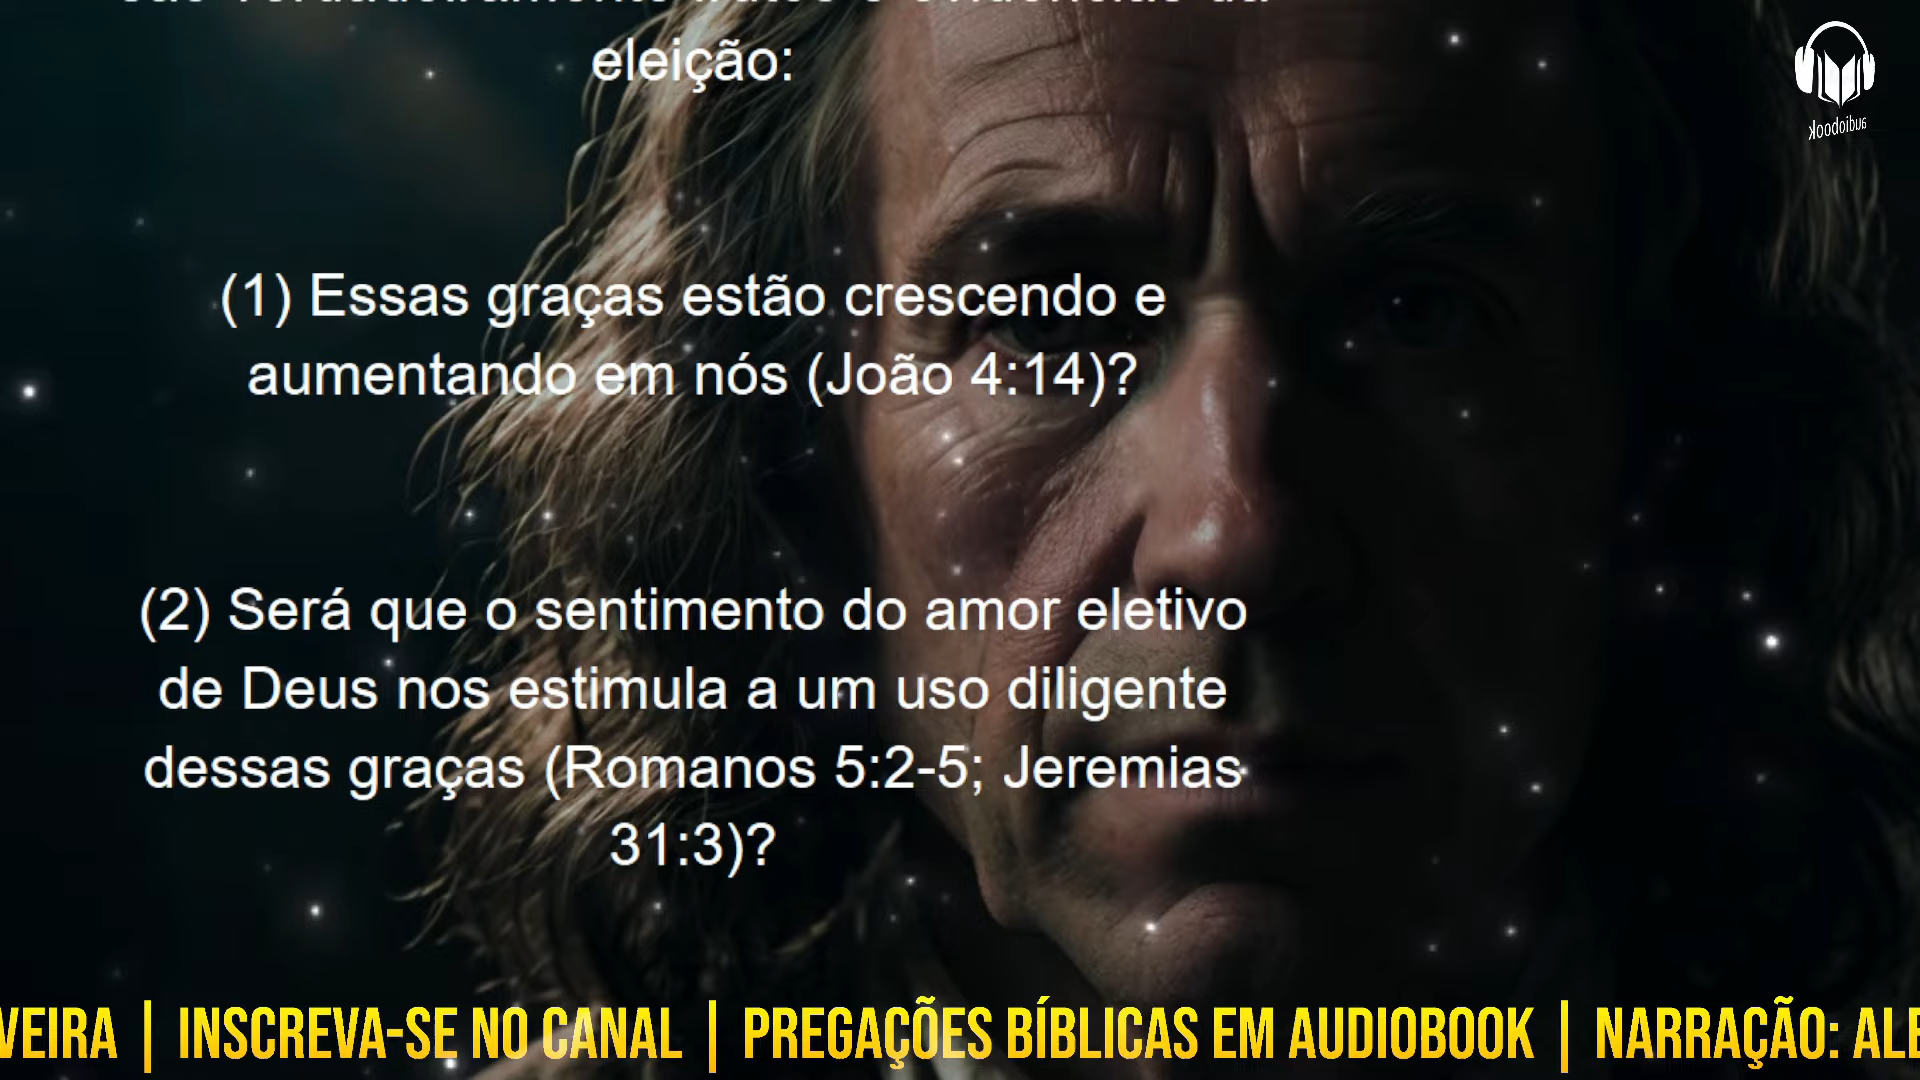 eleição:
(1) Essas graças estão crescendo e
aumentando em nós (João 4:14)?
(2) Será que o sentimento do amor eletivo
de Deus nos estimula a um uso diligente
dessas graças (Romanos 5:2-5; Jeremias
31:3)?
audiobook
VEIRA | INSCREVA-SE NO CANAL | PREGAÇÕES BÍBLICAS EM AUDIOBOOK | NARRAÇÃO: ALE